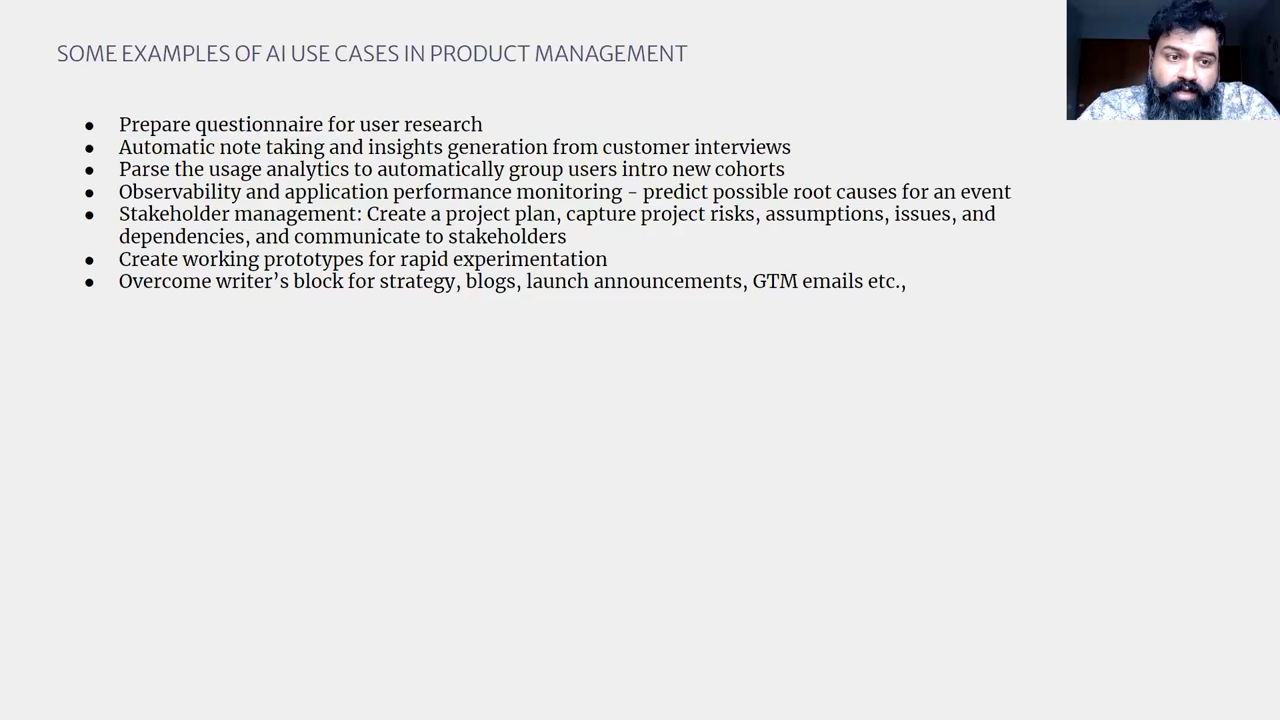 SOME EXAMPLES OF AI USE CASES IN PRODUCT MANAGEMENT
● Prepare questionnaire for user research
● Automatic note taking and insights generation from customer interviews
● Parse the usage analytics to automatically group users intro new cohorts
● Observability and application performance monitoring - predict possible root causes for an event
● Stakeholder management: Create a project plan, capture project risks, assumptions, issues, and
dependencies, and communicate to stakeholders
● Create working prototypes for rapid experimentation
● Overcome writer’s block for strategy, blogs, launch announcements, GTM emails etc.,